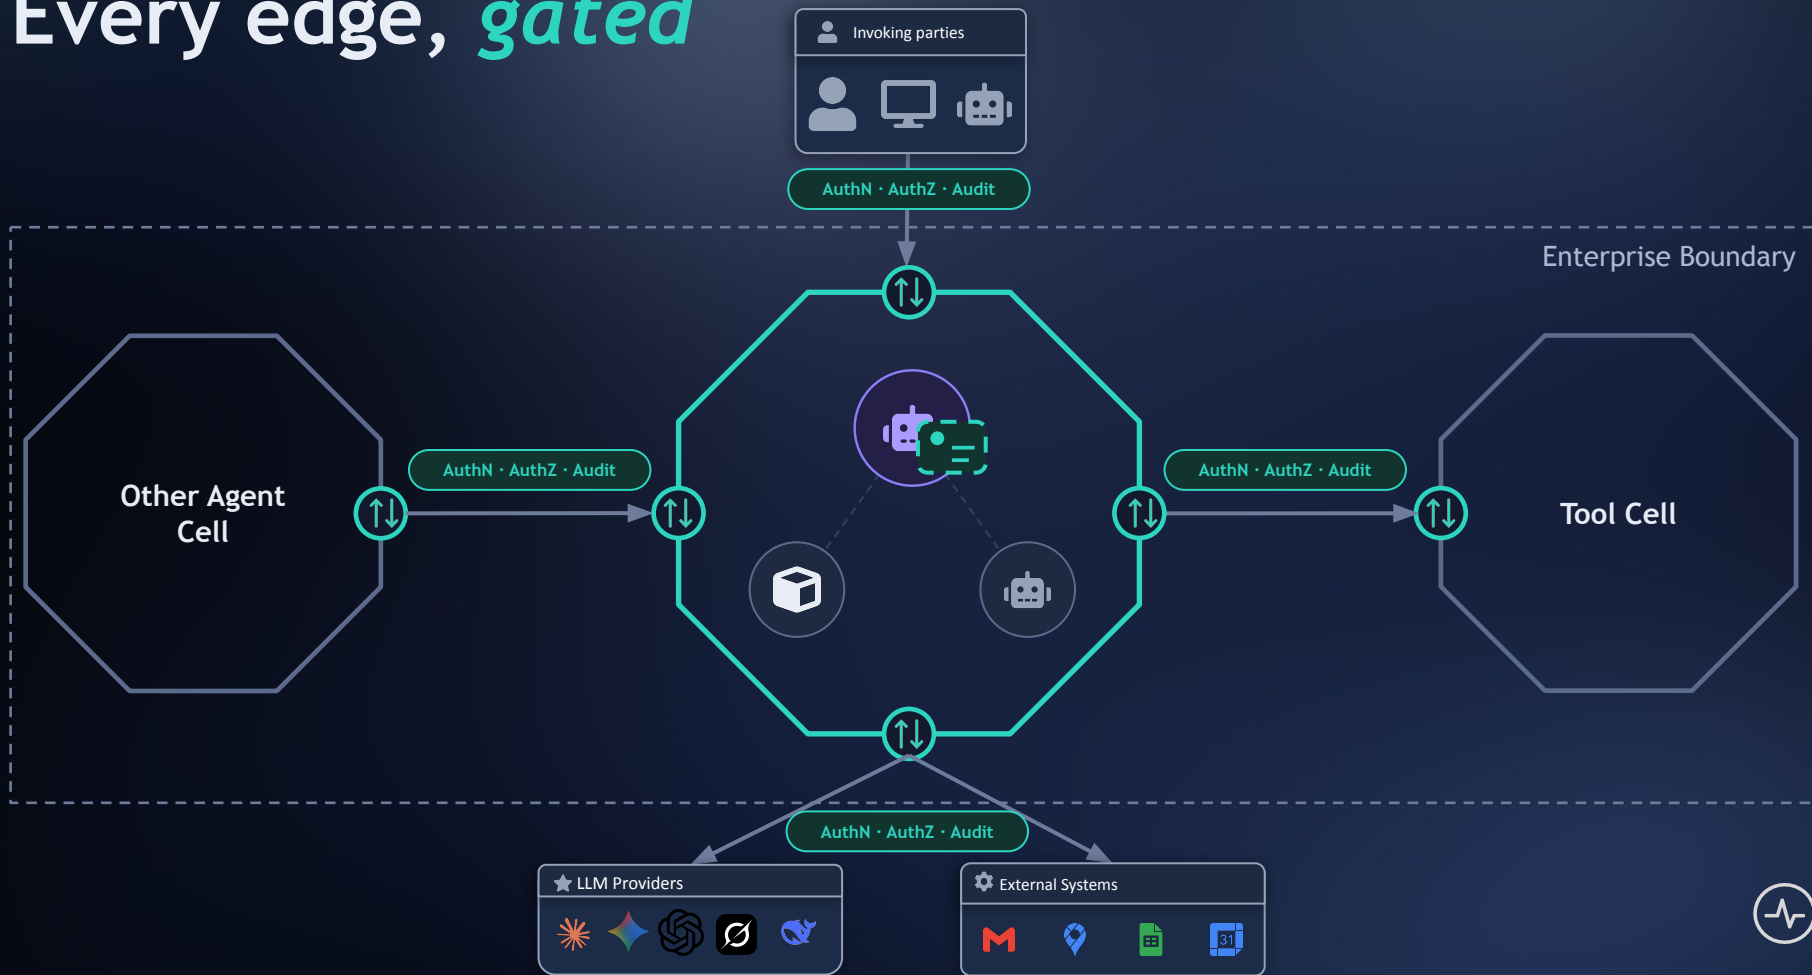 Every edge, gated
Invoking parties
AuthN · AuthZ · Audit
Enterprise Boundary
Other Agent
Cell
AuthN · AuthZ · Audit
AuthN · AuthZ · Audit
Tool Cell
AuthN · AuthZ · Audit
LLM Providers
External Systems
31